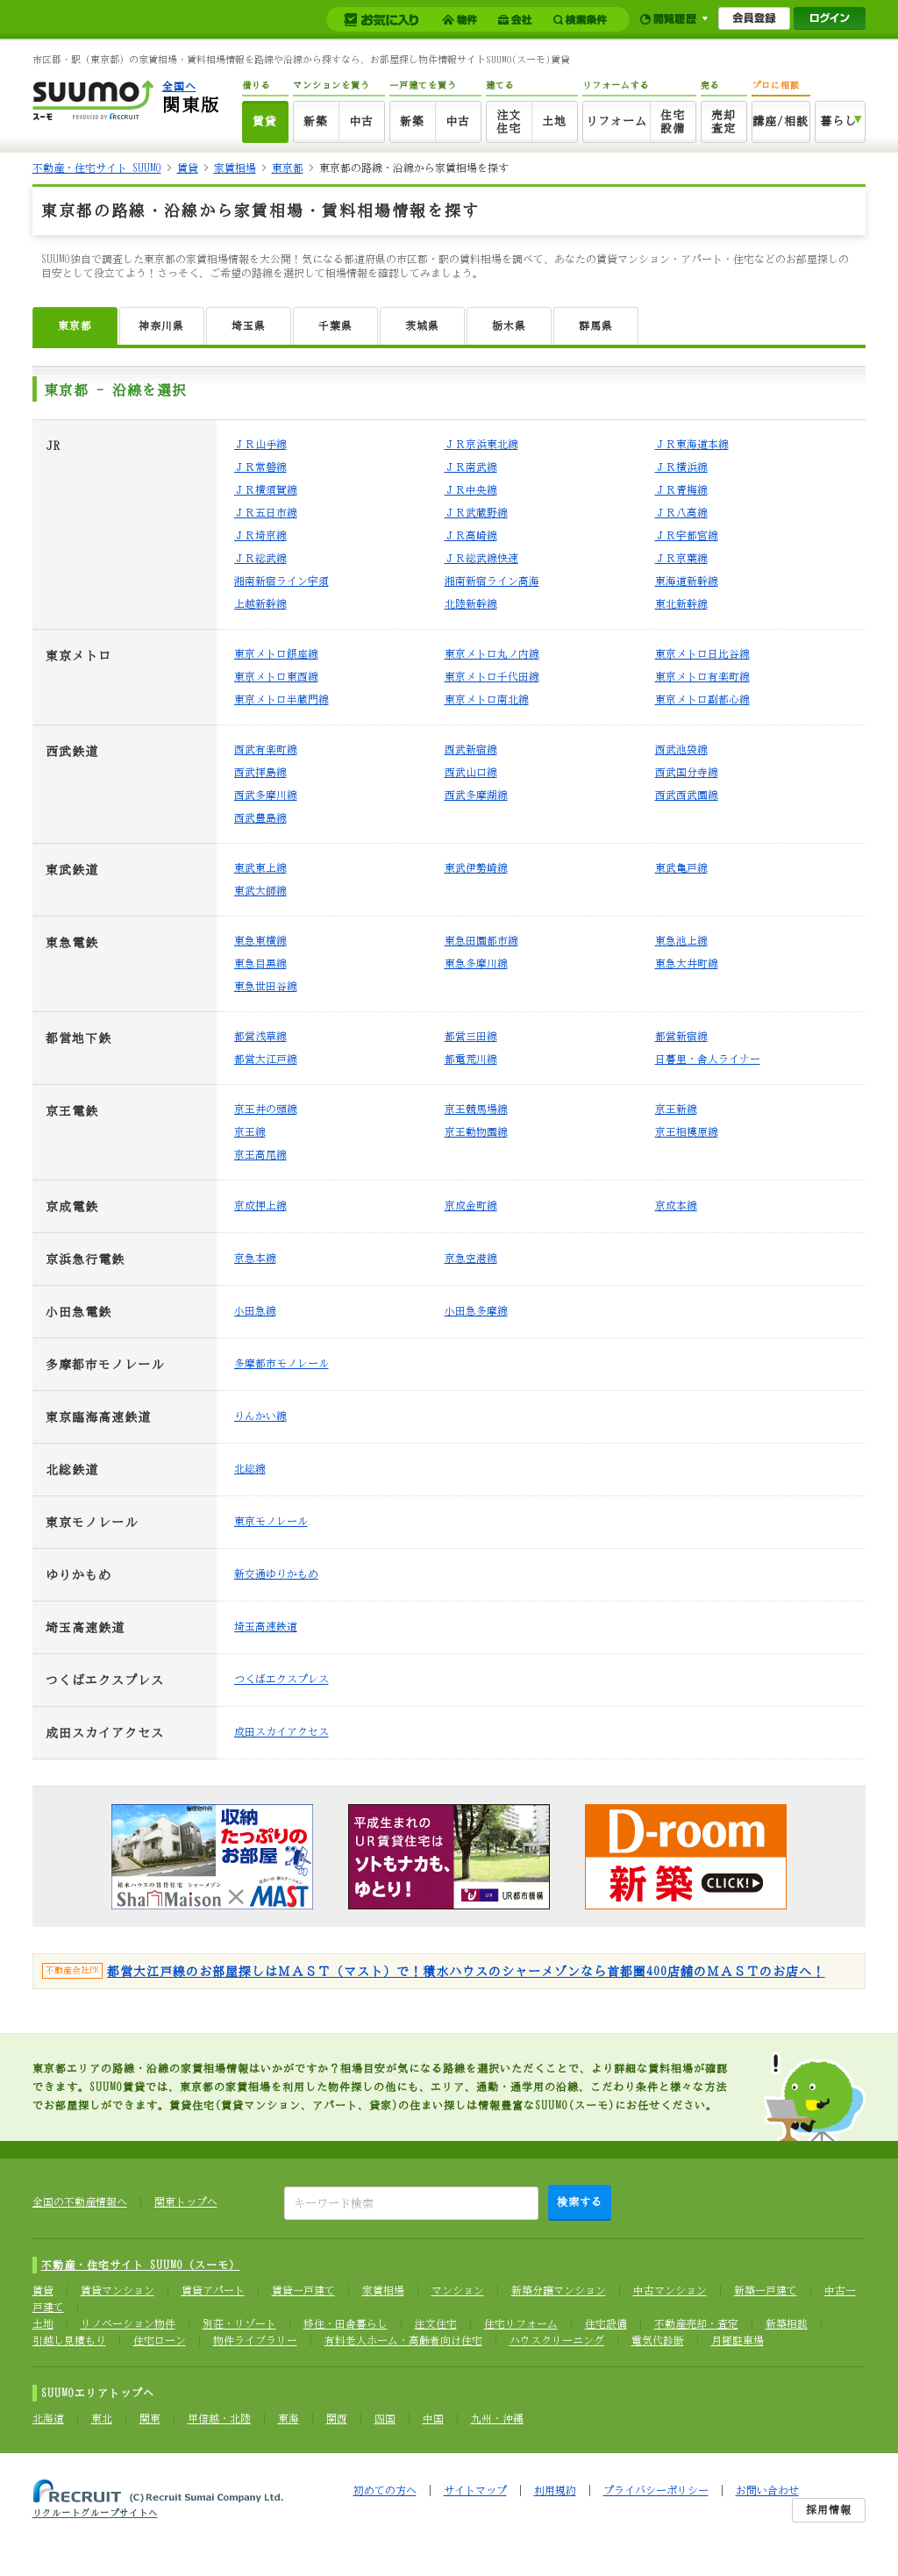 お気に入り 物件 会社 検索条件 閲覧履歴 会員登録 ログイン
市区郡・駅（東京都）の家賃相場・賃料相場情報を路線や沿線から探すなら、お部屋探し物件情報サイトSUUMO(スーモ)賃貸
SUUMO スーモ PRODUCED BY RECRUIT
全国へ
関東版
借りる マンションを買う 一戸建てを買う 建てる リフォームする 売る プロに相談
賃貸 新築 中古 新築 中古 注文住宅 土地 リフォーム 住宅設備 売却査定 講座/相談 暮らし
不動産・住宅サイト SUUMO > 賃貸 > 家賃相場 > 東京都 > 東京都の路線・沿線から家賃相場を探す
東京都の路線・沿線から家賃相場・賃料相場情報を探す
SUUMO独自で調査した東京都の家賃相場情報を大公開！気になる都道府県の市区郡・駅の賃料相場を調べて、あなたの賃貸マンション・アパート・住宅などのお部屋探しの
目安として役立てよう！さっそく、ご希望の路線を選択して相場情報を確認してみましょう。
東京都 神奈川県 埼玉県 千葉県 茨城県 栃木県 群馬県
東京都 - 沿線を選択
JR
ＪＲ山手線 ＪＲ京浜東北線 ＪＲ東海道本線
ＪＲ常磐線 ＪＲ南武線 ＪＲ横浜線
ＪＲ横須賀線 ＪＲ中央線 ＪＲ青梅線
ＪＲ五日市線 ＪＲ武蔵野線 ＪＲ八高線
ＪＲ埼京線 ＪＲ高崎線 ＪＲ宇都宮線
ＪＲ総武線 ＪＲ総武線快速 ＪＲ京葉線
湘南新宿ライン宇須 湘南新宿ライン高海 東海道新幹線
上越新幹線 北陸新幹線 東北新幹線
東京メトロ
東京メトロ銀座線 東京メトロ丸ノ内線 東京メトロ日比谷線
東京メトロ東西線 東京メトロ千代田線 東京メトロ有楽町線
東京メトロ半蔵門線 東京メトロ南北線 東京メトロ副都心線
西武鉄道
西武有楽町線 西武新宿線 西武池袋線
西武拝島線 西武山口線 西武国分寺線
西武多摩川線 西武多摩湖線 西武西武園線
西武豊島線
東武鉄道
東武東上線 東武伊勢崎線 東武亀戸線
東武大師線
東急電鉄
東急東横線 東急田園都市線 東急池上線
東急目黒線 東急多摩川線 東急大井町線
東急世田谷線
都営地下鉄
都営浅草線 都営三田線 都営新宿線
都営大江戸線 都電荒川線 日暮里・舎人ライナー
京王電鉄
京王井の頭線 京王競馬場線 京王新線
京王線 京王動物園線 京王相模原線
京王高尾線
京成電鉄
京成押上線 京成金町線 京成本線
京浜急行電鉄
京急本線 京急空港線
小田急電鉄
小田急線 小田急多摩線
多摩都市モノレール
多摩都市モノレール
東京臨海高速鉄道
りんかい線
北総鉄道
北総線
東京モノレール
東京モノレール
ゆりかもめ
新交通ゆりかもめ
埼玉高速鉄道
埼玉高速鉄道
つくばエクスプレス
つくばエクスプレス
成田スカイアクセス
成田スカイアクセス
管理物件例
収納
たっぷりの
お部屋
積水ハウスの賃貸住宅 シャーメゾン
ShaMaison × MAST
平成生まれの
UR賃貸住宅は
ソトもナカも、
ゆとり！
UR都市機構
D-room
新築 CLICK!
不動産会社PR 都営大江戸線のお部屋探しはＭＡＳＴ（マスト）で！積水ハウスのシャーメゾンなら首都圏400店舗のＭＡＳＴのお店へ！
東京都エリアの路線・沿線の家賃相場情報はいかがですか？相場目安が気になる路線を選択いただくことで、より詳細な賃料相場が確認
できます。SUUMO賃貸では、東京都の家賃相場を利用した物件探しの他にも、エリア、通勤・通学用の沿線、こだわり条件と様々な方法
でお部屋探しができます。賃貸住宅(賃貸マンション、アパート、貸家)の住まい探しは情報豊富なSUUMO(スーモ)にお任せください。
全国の不動産情報へ 関東トップへ キーワード検索 検索する
不動産・住宅サイト SUUMO（スーモ）
賃貸 賃貸マンション 賃貸アパート 賃貸一戸建て 家賃相場 マンション 新築分譲マンション 中古マンション 新築一戸建て 中古一
戸建て
土地 リノベーション物件 別荘・リゾート 移住・田舎暮らし 注文住宅 住宅リフォーム 住宅設備 不動産売却・査定 新築相談
引越し見積もり 住宅ローン 物件ライブラリー 有料老人ホーム・高齢者向け住宅 ハウスクリーニング 電気代診断 月極駐車場
SUUMOエリアトップへ
北海道 東北 関東 甲信越・北陸 東海 関西 四国 中国 九州・沖縄
RECRUIT (C) Recruit Sumai Company Ltd.
リクルートグループサイトへ
初めての方へ サイトマップ 利用規約 プライバシーポリシー お問い合わせ
採用情報